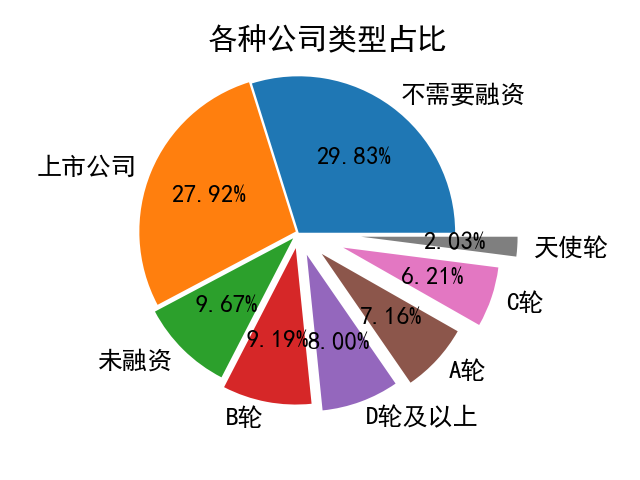 各种公司类型占比
不需要融资
29.83%
上市公司
27.92%
未融资
9.67%
B轮
9.19%
D轮及以上
8.00%
A轮
7.16%
C轮
6.21%
天使轮
2.03%